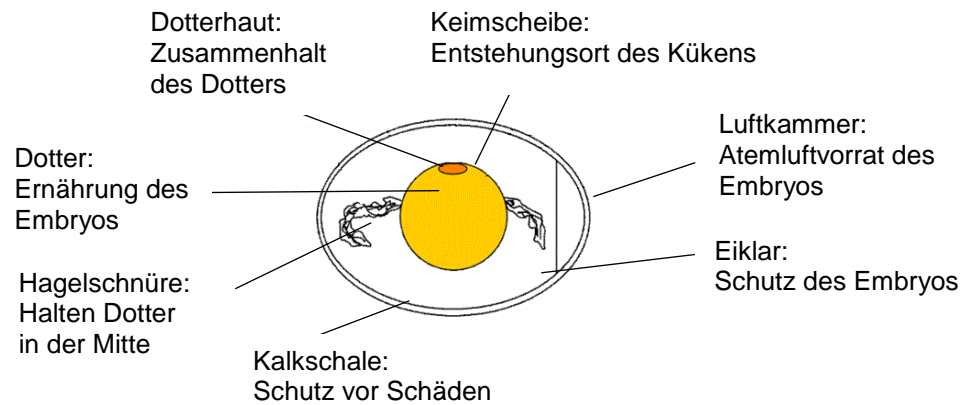 Dotterhaut:
Zusammenhalt
des Dotters
Keimscheibe:
Entstehungsort des Kükens
Luftkammer:
Atemluftvorrat des
Embryos
Dotter:
Ernährung des
Embryos
Eiklar:
Schutz des Embryos
Hagelschnüre:
Halten Dotter
in der Mitte
Kalkschale:
Schutz vor Schäden